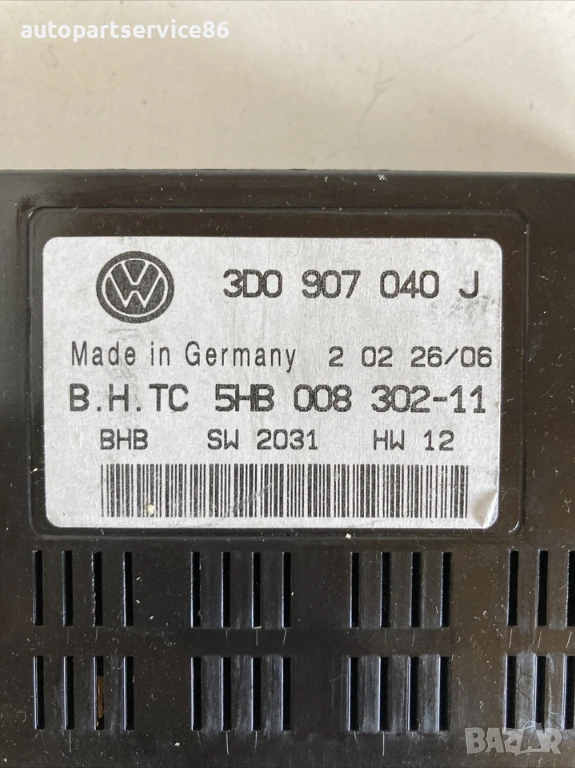 autopartservice86
3D0 907 040 J
Made in Germany 2 02 26/06
B.H.TC 5HB 008 302-11
BHB SW 2031 HW 12
BAZAR